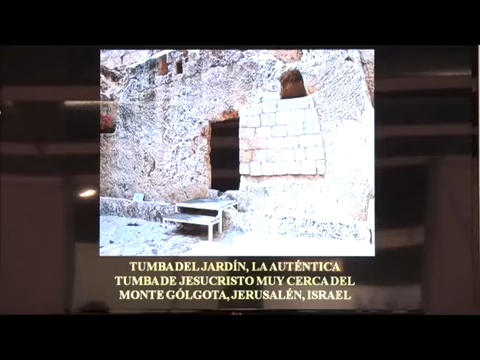 TUMBA DEL JARDÍN, LA AUTÉNTICA
TUMBA DE JESUCRISTO MUY CERCA DEL
MONTE GÓLGOTA, JERUSALÉN, ISRAEL